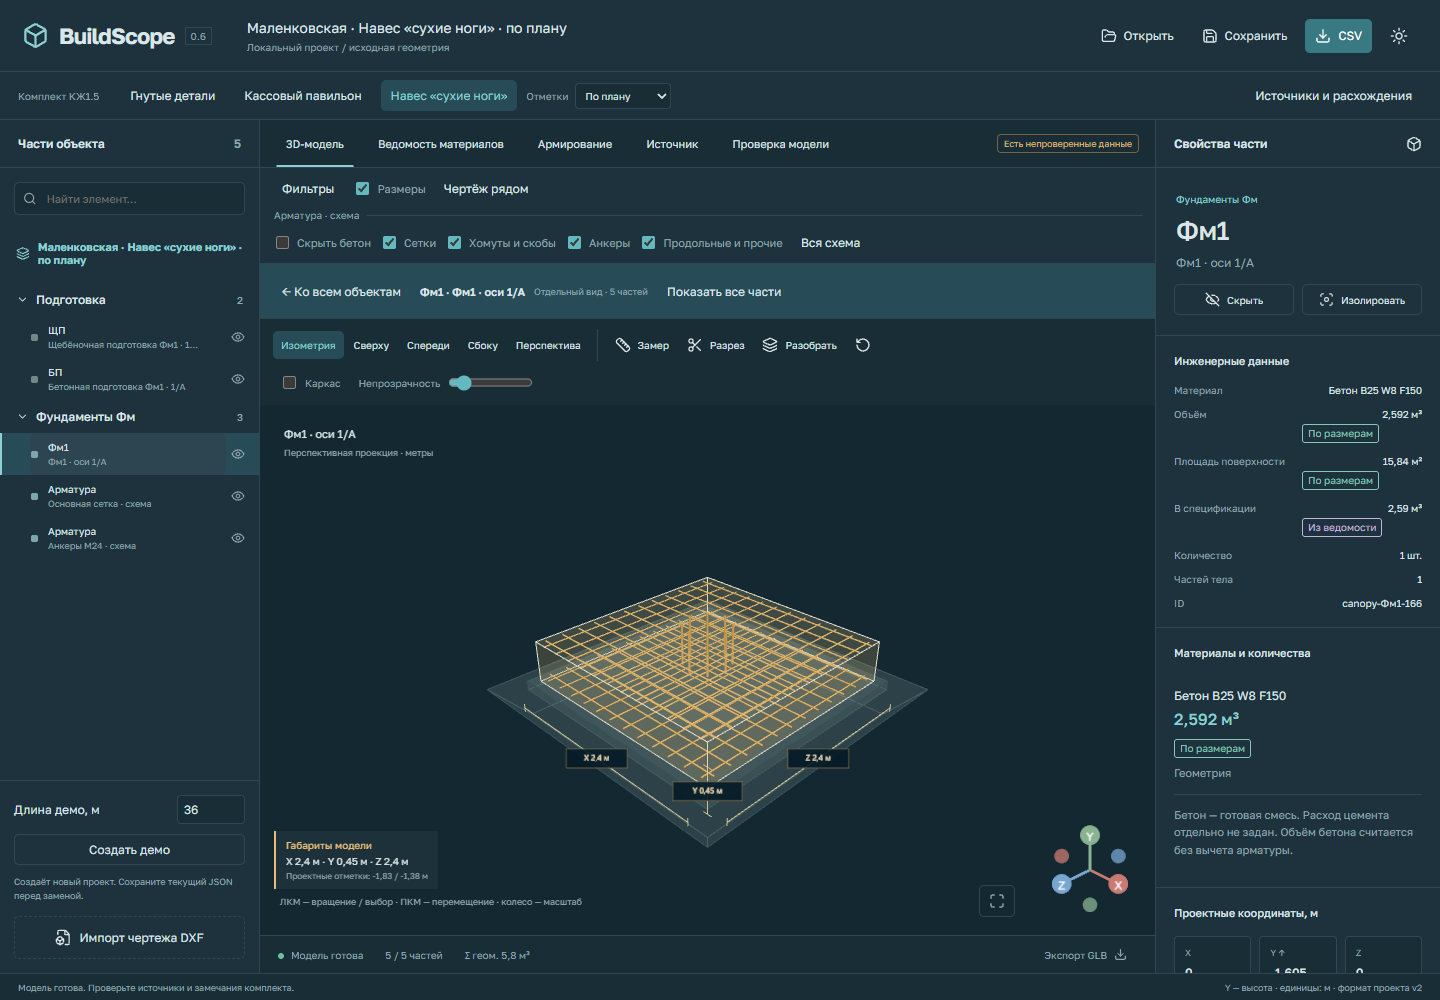 BuildScope 0.6
Маленковская · Навес «сухие ноги» · по плану
Локальный проект / исходная геометрия
Открыть
Сохранить
CSV
Комплект КЖ1.5
Гнутые детали
Кассовый павильон
Навес «сухие ноги»
Отметки
По плану
Источники и расхождения
Части объекта 5
Найти элемент...
Маленковская · Навес «сухие ноги» ·
по плану
Подготовка 2
ЩП
Щебёночная подготовка Фм1 · 1...
БП
Бетонная подготовка Фм1 · 1/А
Фундаменты Фм 3
Фм1
Фм1 · оси 1/А
Арматура
Основная сетка · схема
Арматура
Анкеры М24 · схема
Длина демо, м 36
Создать демо
Создаёт новый проект. Сохраните текущий JSON
перед заменой.
Импорт чертежа DXF
3D-модель
Ведомость материалов
Армирование
Источник
Проверка модели
Есть непроверенные данные
Фильтры
Размеры
Чертёж рядом
Арматура · схема
Скрыть бетон
Сетки
Хомуты и скобы
Анкеры
Продольные и прочие
Вся схема
← Ко всем объектам
Фм1 · Фм1 · оси 1/А
Отдельный вид · 5 частей
Показать все части
Изометрия
Сверху
Спереди
Сбоку
Перспектива
Замер
Разрез
Разобрать
Каркас
Непрозрачность
Фм1 · оси 1/А
Перспективная проекция · метры
X 2,4 м
Z 2,4 м
Y 0,45 м
Габариты модели
X 2,4 м · Y 0,45 м · Z 2,4 м
Проектные отметки: -1,83 / -1,38 м
ЛКМ — вращение / выбор · ПКМ — перемещение · колесо — масштаб
Y
Z
X
Модель готова
5 / 5 частей
Σ геом. 5,8 м³
Экспорт GLB
Свойства части
Фундаменты Фм
Фм1
Фм1 · оси 1/А
Скрыть
Изолировать
Инженерные данные
Материал Бетон B25 W8 F150
Объём 2,592 м³
По размерам
Площадь поверхности 15,84 м²
По размерам
В спецификации 2,59 м³
Из ведомости
Количество 1 шт.
Частей тела 1
ID canopy-Фм1-166
Материалы и количества
Бетон B25 W8 F150
2,592 м³
По размерам
Геометрия
Бетон — готовая смесь. Расход цемента
отдельно не задан. Объём бетона считается
без вычета арматуры.
Проектные координаты, м
X
0
Y ↑
-1,605
Z
0
Модель готова. Проверьте источники и замечания комплекта.
Y — высота · единицы: м · формат проекта v2